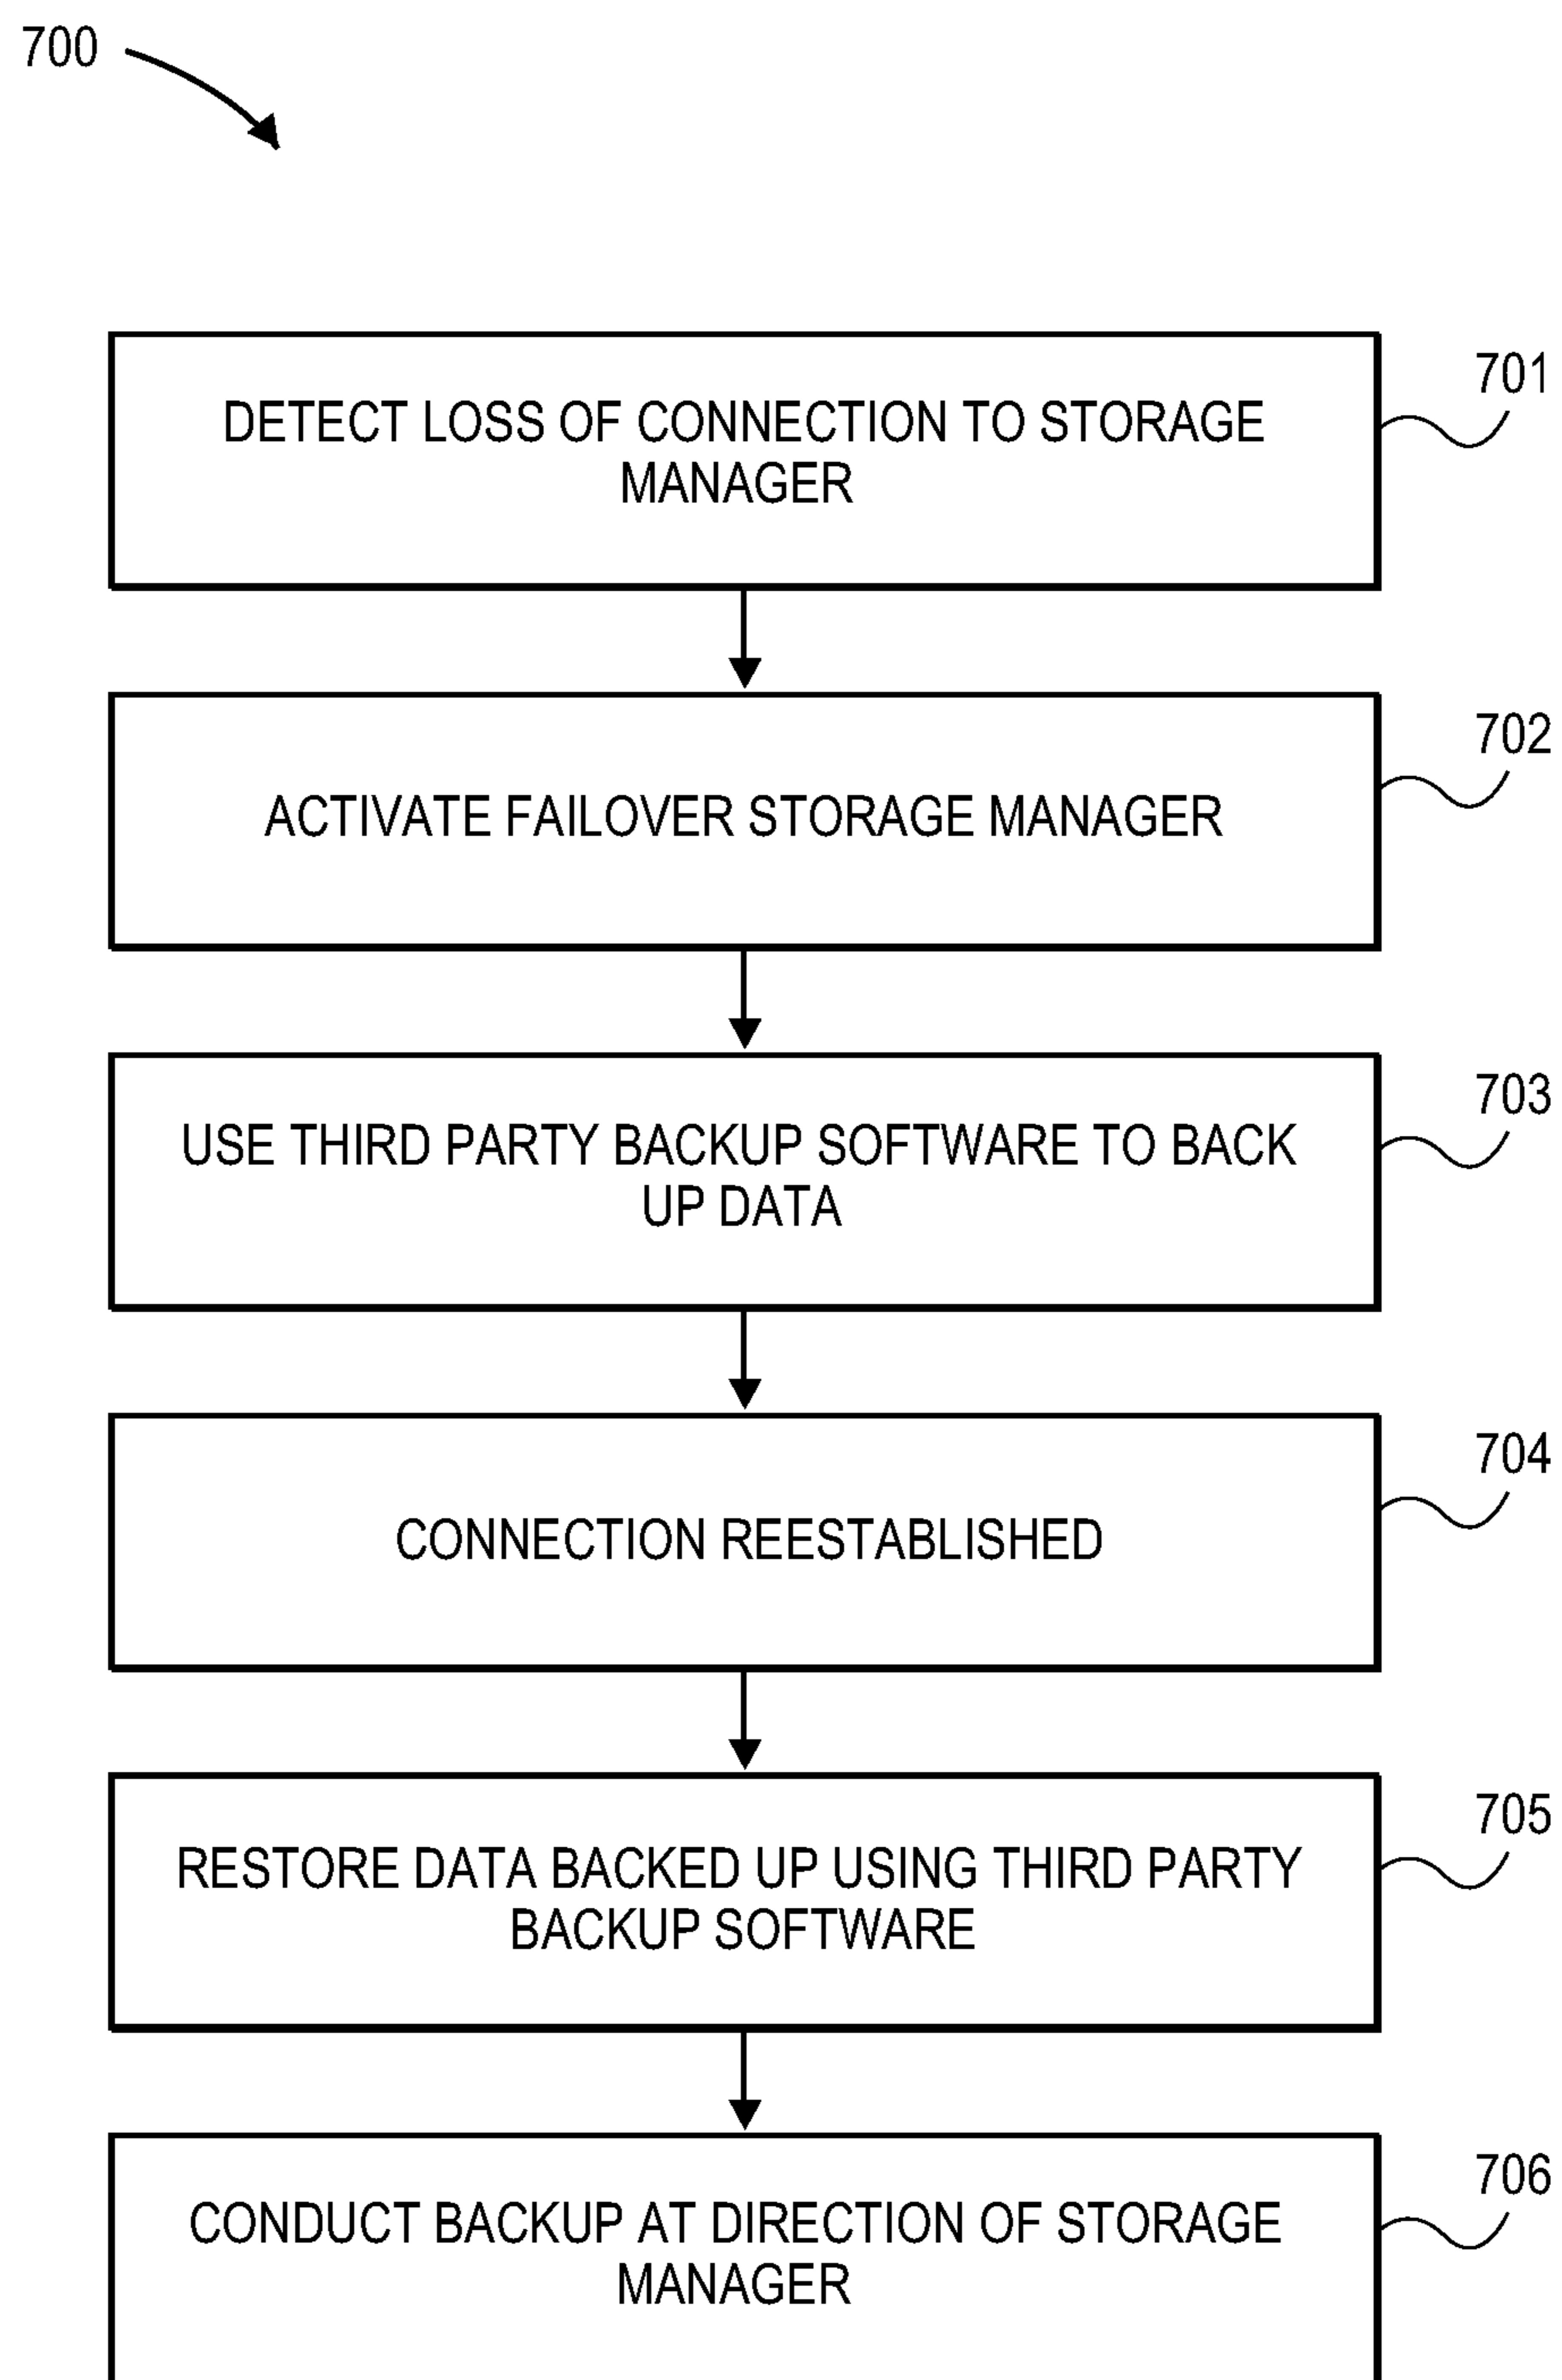 700
701
DETECT LOSS OF CONNECTION TO STORAGE
MANAGER
702
ACTIVATE FAILOVER STORAGE MANAGER
703
USE THIRD PARTY BACKUP SOFTWARE TO BACK
UP DATA
704
CONNECTION REESTABLISHED
705
RESTORE DATA BACKED UP USING THIRD PARTY
BACKUP SOFTWARE
706
CONDUCT BACKUP AT DIRECTION OF STORAGE
MANAGER